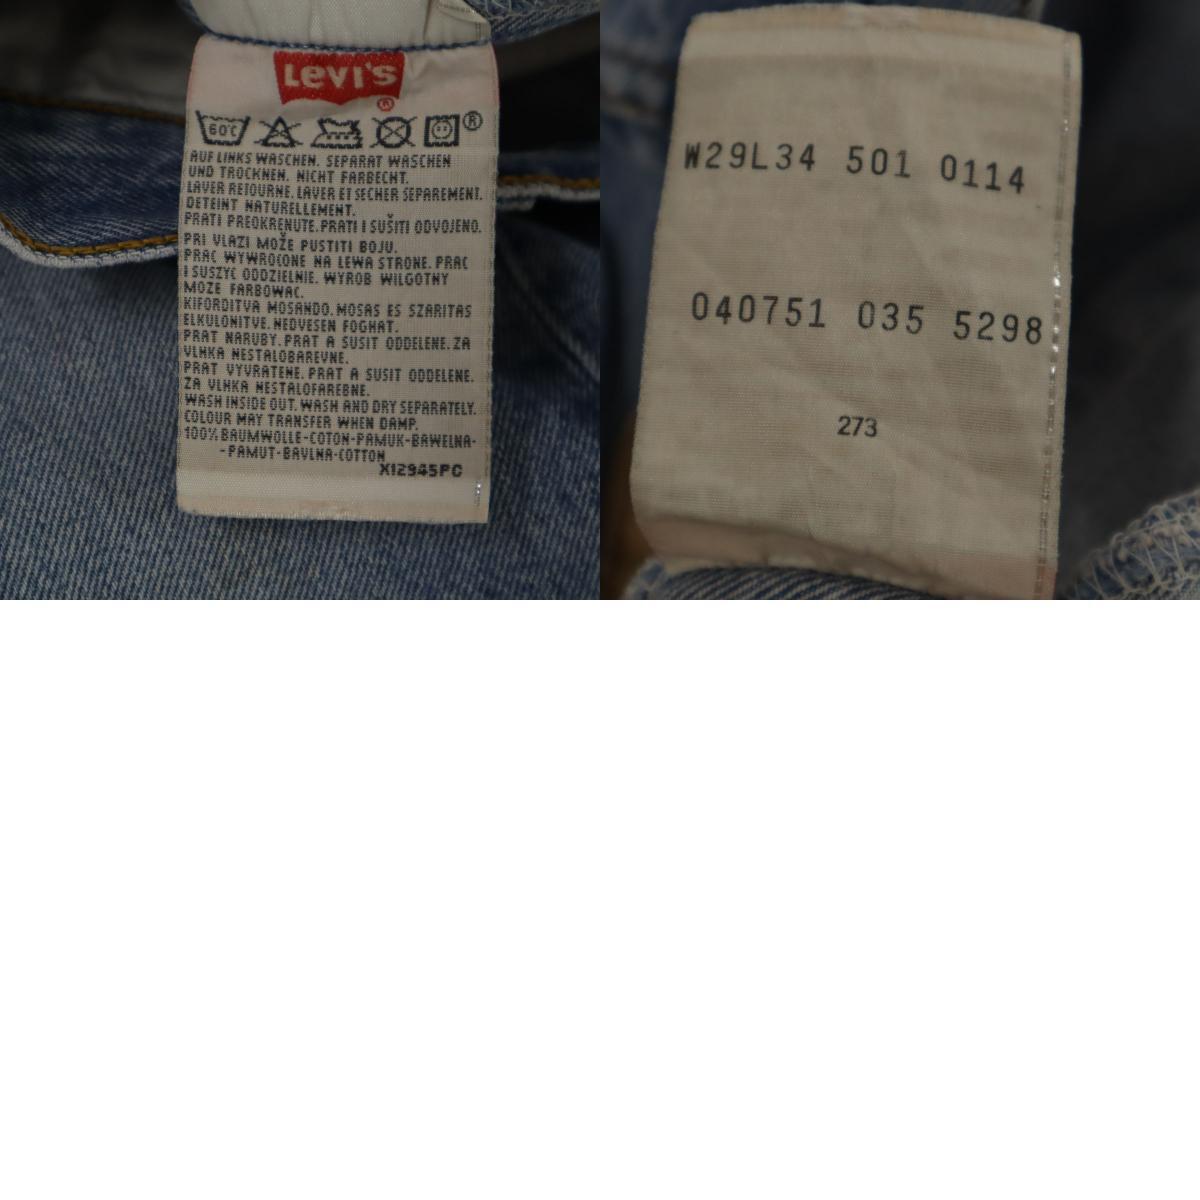 Levi's
®
60°C
®
AUF LINKS WASCHEN. SEPARAT WASCHEN
UND TROCKNEN. NICHT FARBECHT.
LAVER RETOURNE. LAVER ET SECHER SEPAREMENT.
DETEINT NATURELLEMENT.
PRATI PREOKRENUTE. PRATI I SUŠITI ODVOJENO.
PRI VLAZI MOŽE PUSTITI BOJU.
PRAC WYWROCONE NA LEWA STRONE. PRAC
I SUSZYC ODDZIELNIE. WYROB WILGOTNY
MOZE FARBOWAC.
KIFORDITVA MOSANDO. MOSAS ES SZARITAS
ELKULONITVE. NEDVESEN FOGHAT.
PRAT NARUBY. PRAT A SUSIT ODDELENE. ZA
VLHKA NESTALOBAREVNE.
PRAT VYVRATENE. PRAT A SUSIT ODDELENE.
ZA VLHKA NESTALOFAREBNE.
WASH INSIDE OUT. WASH AND DRY SEPARATELY.
COLOUR MAY TRANSFER WHEN DAMP.
100% BAUMWOLLE-COTON-PAMUK-BAWELNA-
-PAMUT-BAVLNA-COTTON
X12945PC
W29L34 501 0114
040751 035 5298
273